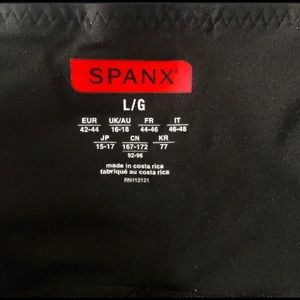 SPANX®
L/G
EUR UK/AU FR IT
42-44 16-18 44-46 46-48
JP CN KR
15-17 167-172 77
92-96
made in costa rica
fabriqué au costa rica
RN112121